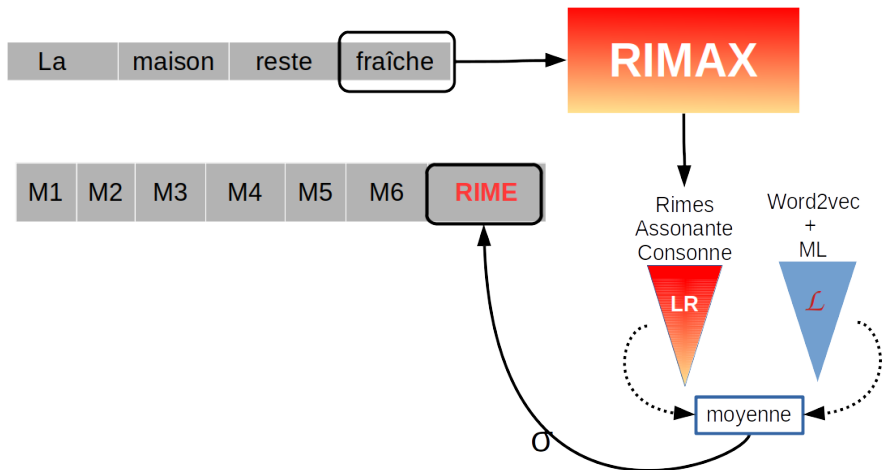 La maison reste fraîche
RIMAX
M1 M2 M3 M4 M5 M6 RIME
Rimes
Assonante
Consonne
Word2vec
+
ML
LR
ℒ
moyenne
σ